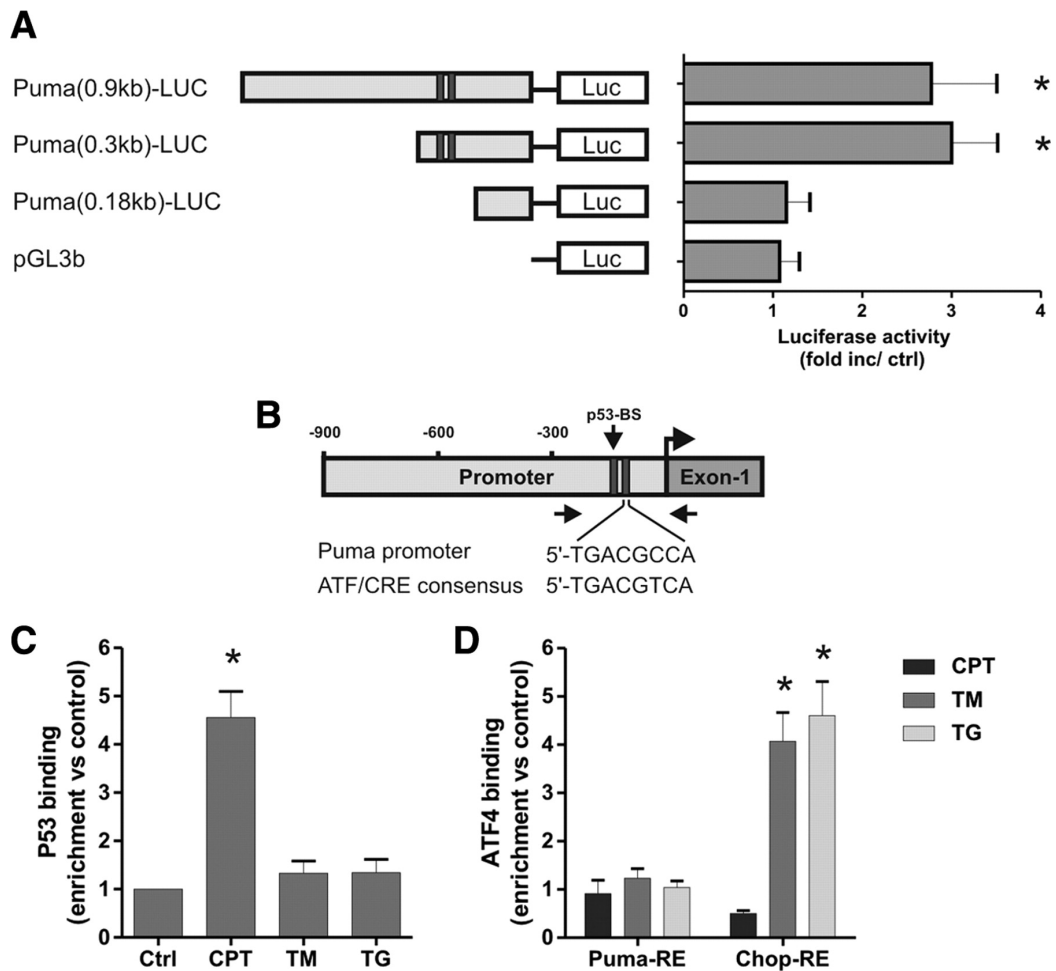 A
Puma(0.9kb)-LUC Luc *
Puma(0.3kb)-LUC Luc *
Puma(0.18kb)-LUC Luc
pGL3b Luc
0 1 2 3 4
Luciferase activity
(fold inc/ ctrl)
B
p53-BS
-900 -600 -300
Promoter Exon-1
Puma promoter 5'-TGACGCCA
ATF/CRE consensus 5'-TGACGTCA
C
P53 binding
(enrichment vs control)
6
5
4
3
2
1
0
*
Ctrl CPT TM TG
D
ATF4 binding
(enrichment vs control)
6
5
4
3
2
1
0
* *
Puma-RE Chop-RE
CPT
TM
TG